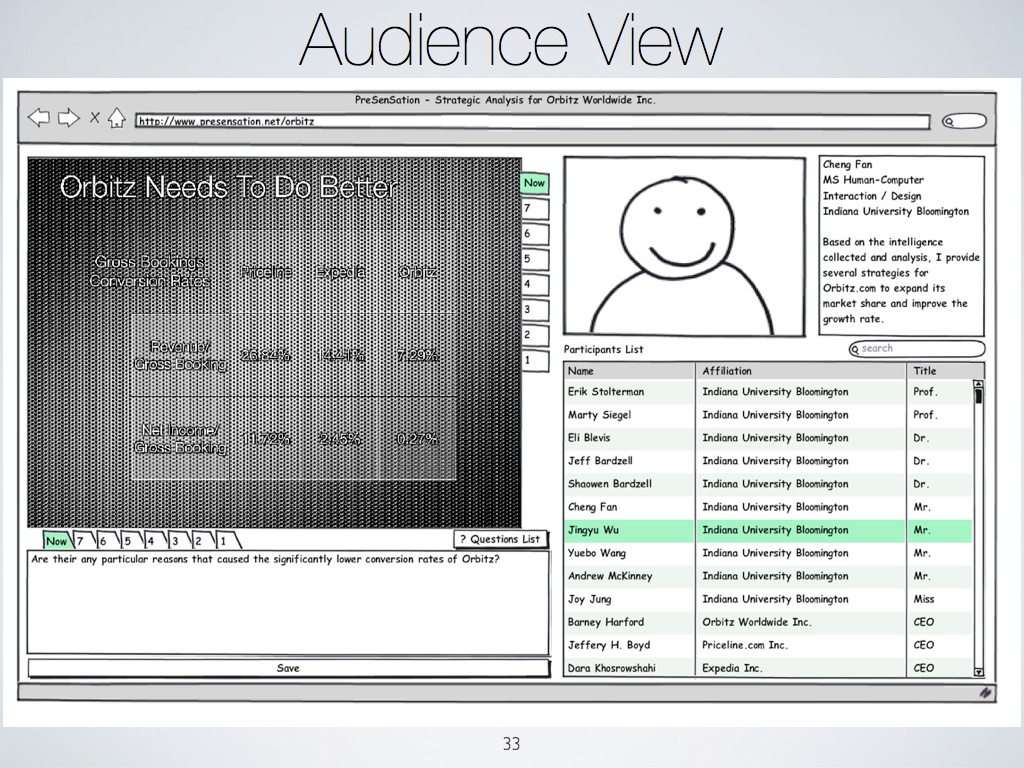 Audience View
PreSenSation - Strategic Analysis for Orbitz Worldwide Inc.
X
http://www.presensation.net/orbitz
Orbitz Needs To Do Better
Gross Bookings
Conversion Rates
Priceline Expedia Orbitz
Revenue/
Gross Booking
26.84% 4.41% 7.29%
Net Income/
Gross Booking
11.72% 2.45% 0.27%
Now
7
6
5
4
3
2
1
Now 7 6 5 4 3 2 1
? Questions List
Are their any particular reasons that caused the significantly lower conversion rates of Orbitz?
Save
Cheng Fan
MS Human-Computer
Interaction / Design
Indiana University Bloomington
Based on the intelligence
collected and analysis, I provide
several strategies for
Orbitz.com to expand its
market share and improve the
growth rate.
Participants List
search
Name Affiliation Title
Erik Stolterman Indiana University Bloomington Prof.
Marty Siegel Indiana University Bloomington Prof.
Eli Blevis Indiana University Bloomington Dr.
Jeff Bardzell Indiana University Bloomington Dr.
Shaowen Bardzell Indiana University Bloomington Dr.
Cheng Fan Indiana University Bloomington Mr.
Jingyu Wu Indiana University Bloomington Mr.
Yuebo Wang Indiana University Bloomington Mr.
Andrew McKinney Indiana University Bloomington Mr.
Joy Jung Indiana University Bloomington Miss
Barney Harford Orbitz Worldwide Inc. CEO
Jeffery H. Boyd Priceline.com Inc. CEO
Dara Khosrowshahi Expedia Inc. CEO
33